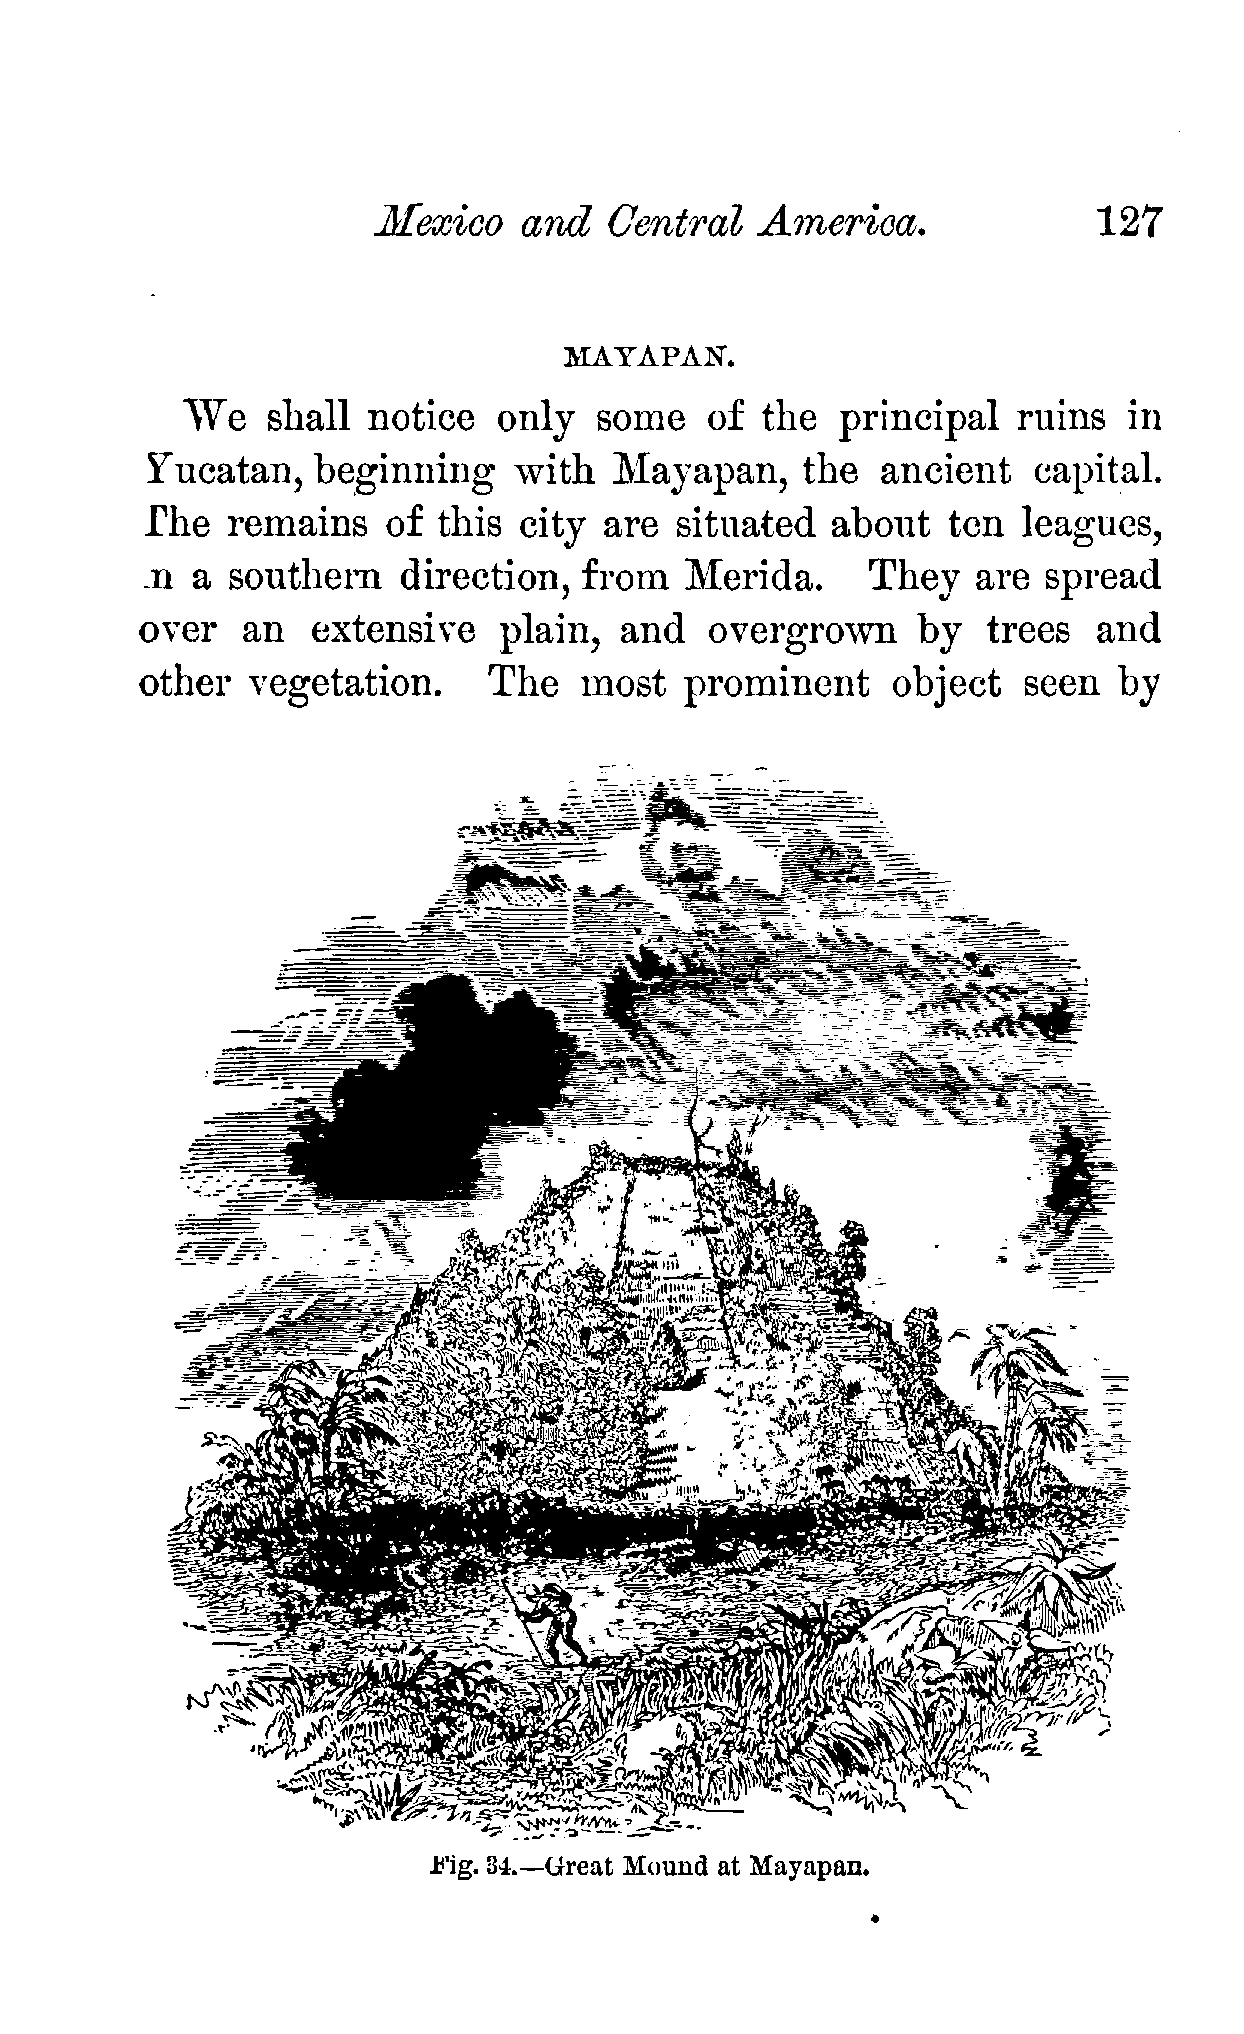 Mexico and Central America. 127
MAYAPAN.
We shall notice only some of the principal ruins in
Yucatan, beginning with Mayapan, the ancient capital.
The remains of this city are situated about ten leagues,
in a southern direction, from Merida. They are spread
over an extensive plain, and overgrown by trees and
other vegetation. The most prominent object seen by
Fig. 34.—Great Mound at Mayapan.